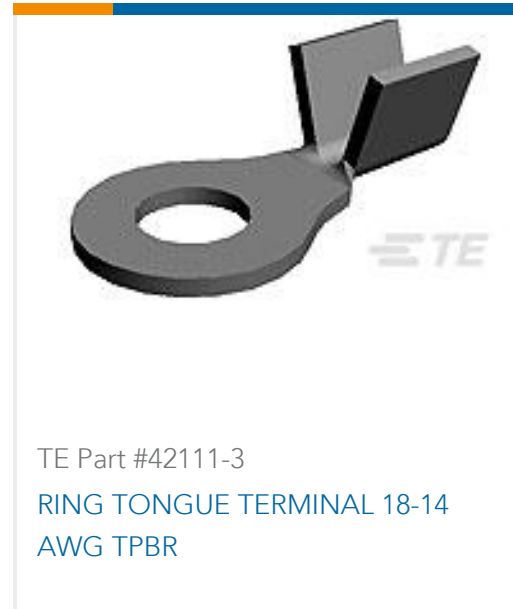 TE
TE Part #42111-3
RING TONGUE TERMINAL 18-14
AWG TPBR